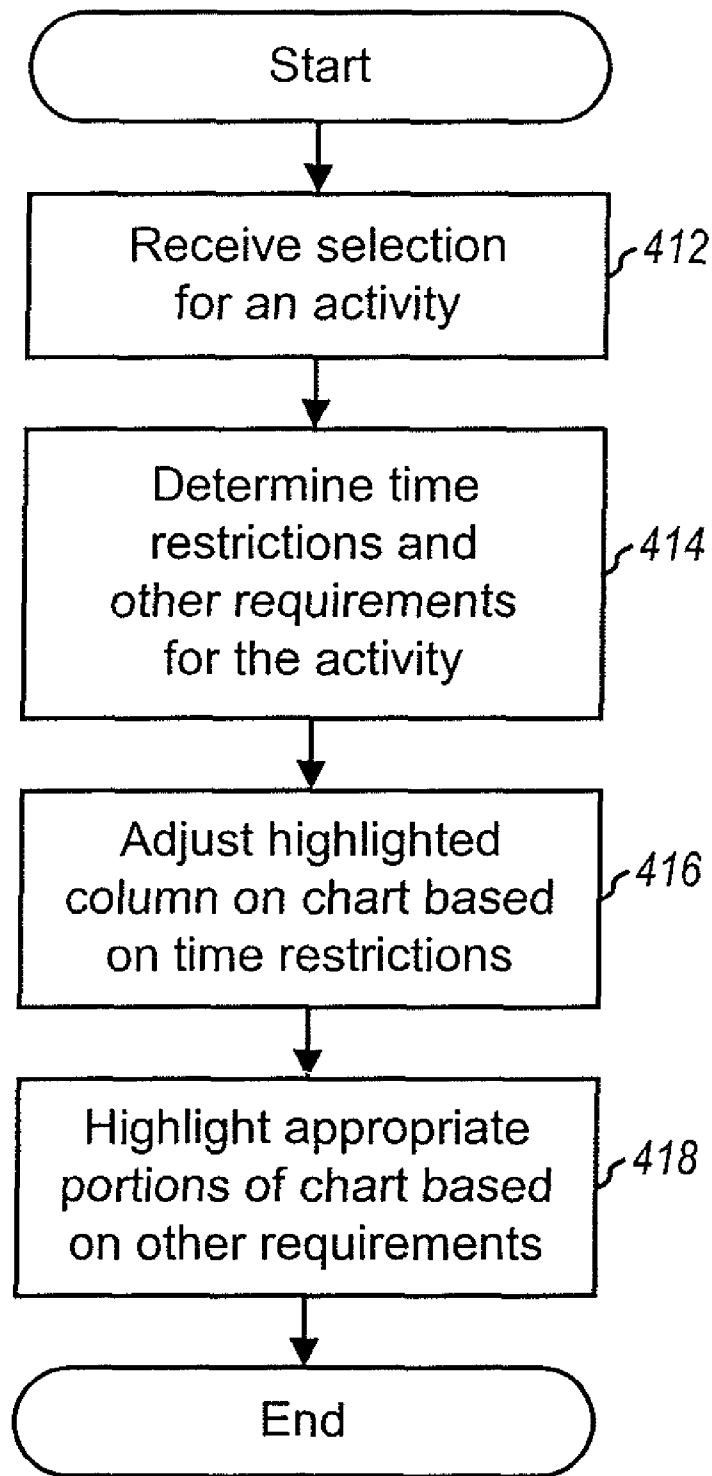 Start
Receive selection
for an activity
412
Determine time
restrictions and
other requirements
for the activity
414
Adjust highlighted
column on chart based
on time restrictions
416
Highlight appropriate
portions of chart based
on other requirements
418
End